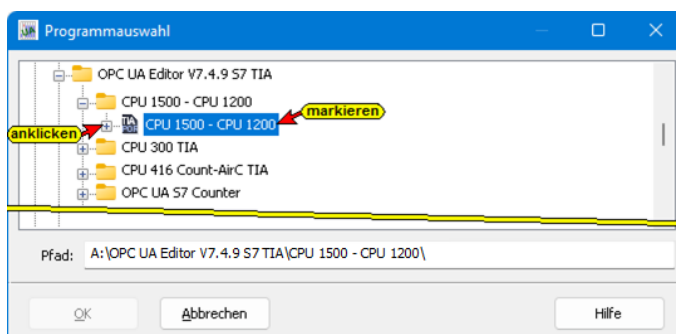 Programmauswahl
OPC UA Editor V7.4.9 S7 TIA
CPU 1500 - CPU 1200
markieren
TIA
PDF
CPU 1500 - CPU 1200
anklicken
CPU 300 TIA
CPU 416 Count-AirC TIA
OPC UA S7 Counter
Pfad: A:\OPC UA Editor V7.4.9 S7 TIA\CPU 1500 - CPU 1200\
OK Abbrechen Hilfe